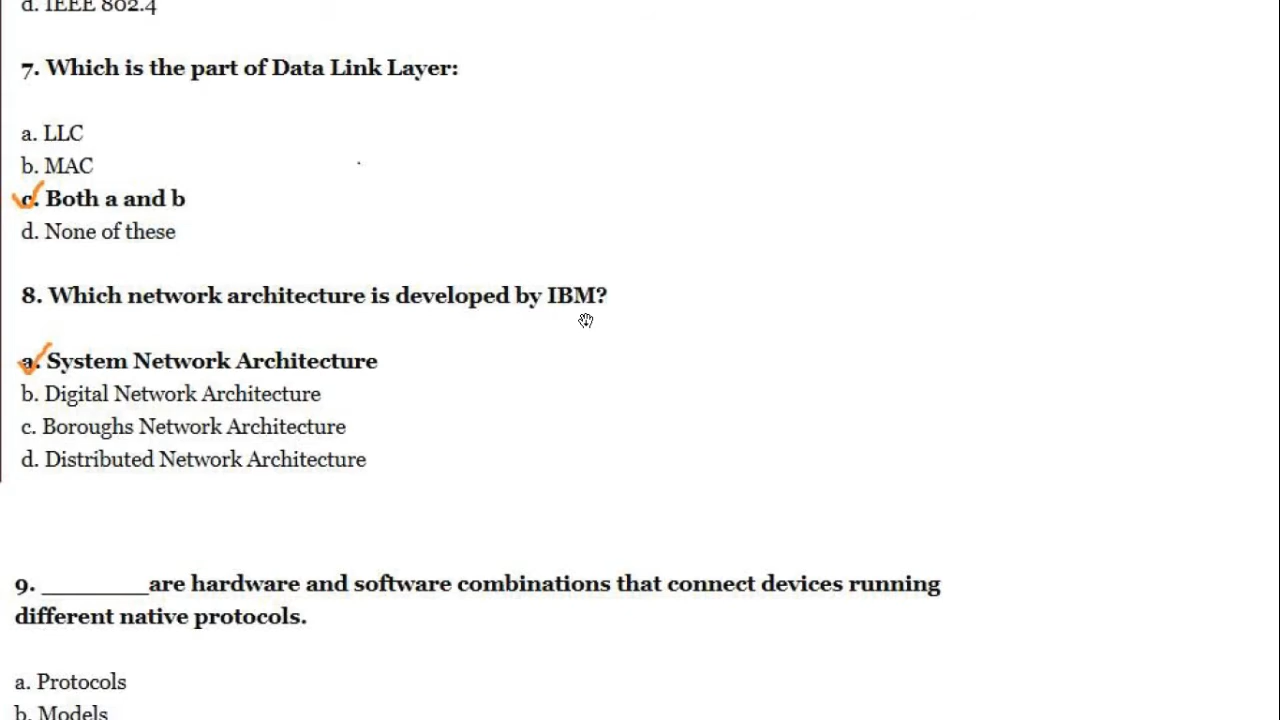 d. IEEE 802.4
7. Which is the part of Data Link Layer:
a. LLC
b. MAC
c. Both a and b
d. None of these
8. Which network architecture is developed by IBM?
a. System Network Architecture
b. Digital Network Architecture
c. Boroughs Network Architecture
d. Distributed Network Architecture
9. _________are hardware and software combinations that connect devices running
different native protocols.
a. Protocols
b. Models